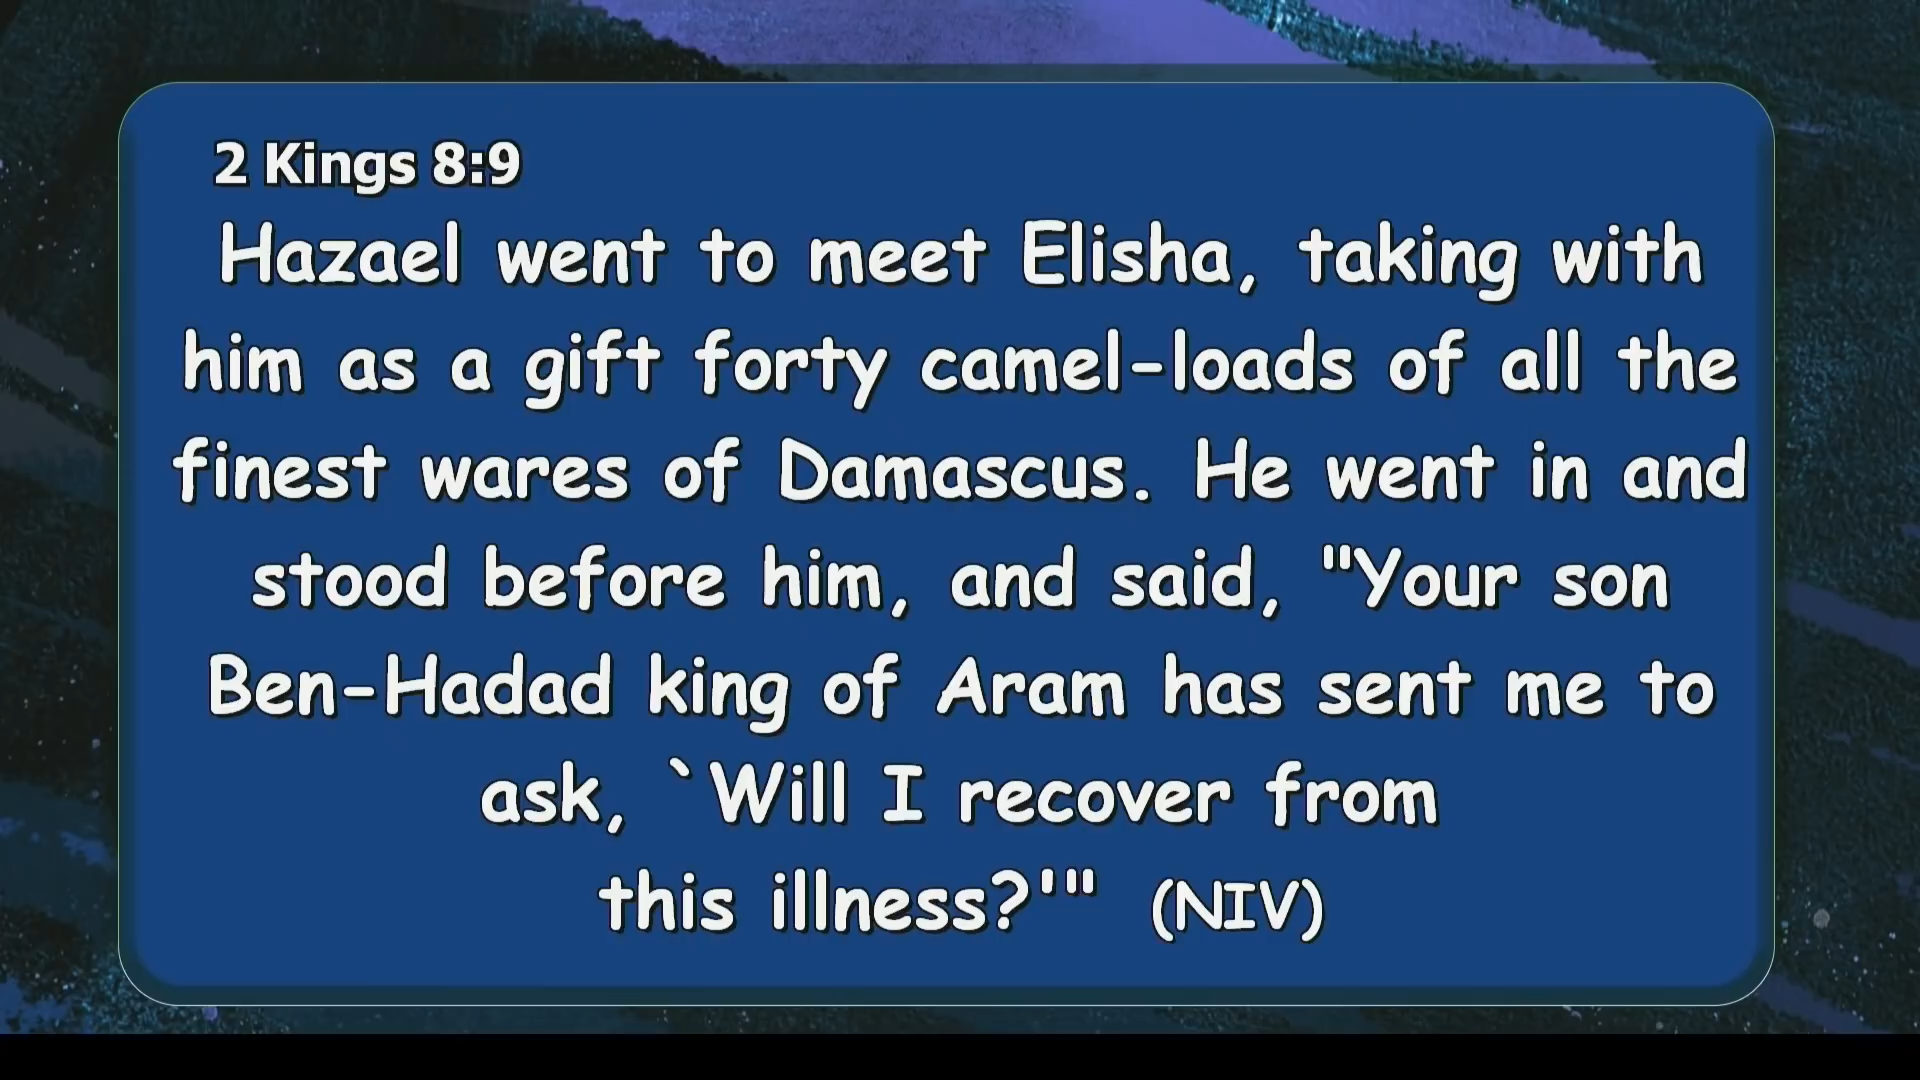 2 Kings 8:9
Hazael went to meet Elisha, taking with
him as a gift forty camel-loads of all the
finest wares of Damascus. He went in and
stood before him, and said, "Your son
Ben-Hadad king of Aram has sent me to
ask, `Will I recover from
this illness?'" (NIV)